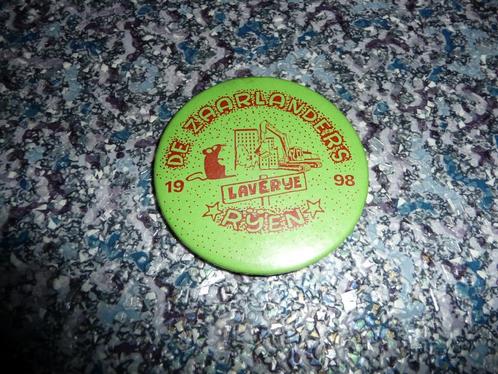 DE ZAARLANDERS
19 98
LAVERYE
RYEN